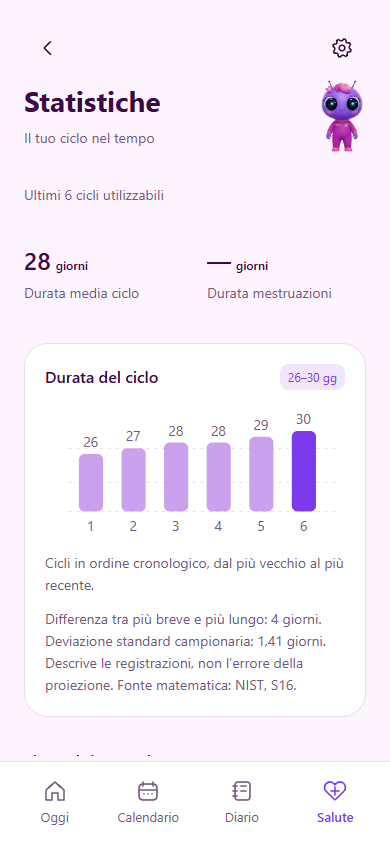 Statistiche
Il tuo ciclo nel tempo
Ultimi 6 cicli utilizzabili
28 giorni
— giorni
Durata media ciclo
Durata mestruazioni
Durata del ciclo
26–30 gg
26 27 28 28 29 30
1 2 3 4 5 6
Cicli in ordine cronologico, dal più vecchio al più
recente.
Differenza tra più breve e più lungo: 4 giorni.
Deviazione standard campionaria: 1,41 giorni.
Descrive le registrazioni, non l’errore della
proiezione. Fonte matematica: NIST, S16.
Oggi
Calendario
Diario
Salute